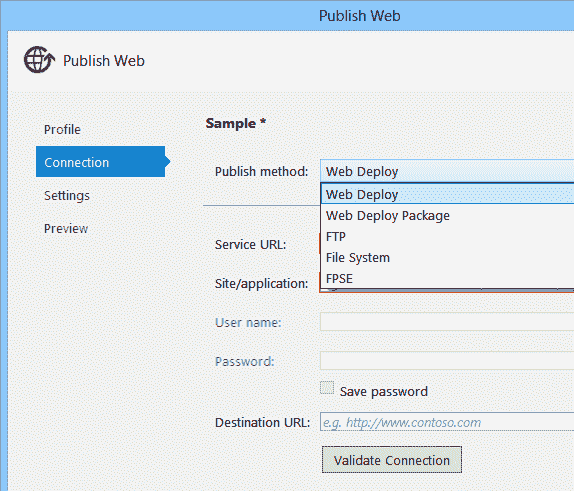 Publish Web
Publish Web
Profile
Connection
Settings
Preview
Sample *
Publish method: Web Deploy
Web Deploy
Web Deploy Package
FTP
File System
FPSE
Service URL:
Site/application:
User name:
Password:
Save password
Destination URL: e.g. http://www.contoso.com
Validate Connection